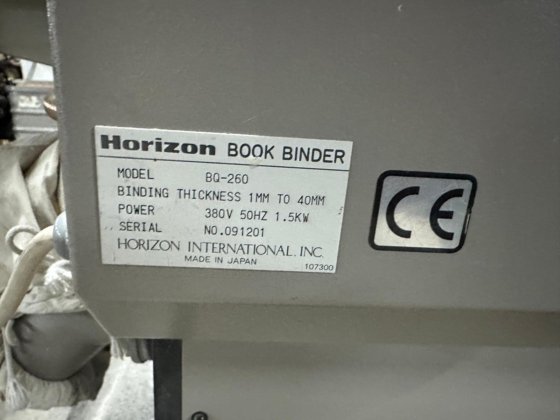 Horizon BOOK BINDER
MODEL BQ-260
BINDING THICKNESS 1MM TO 40MM
POWER 380V 50HZ 1.5KW
SERIAL NO.091201
HORIZON INTERNATIONAL, INC.
MADE IN JAPAN
107300
CE